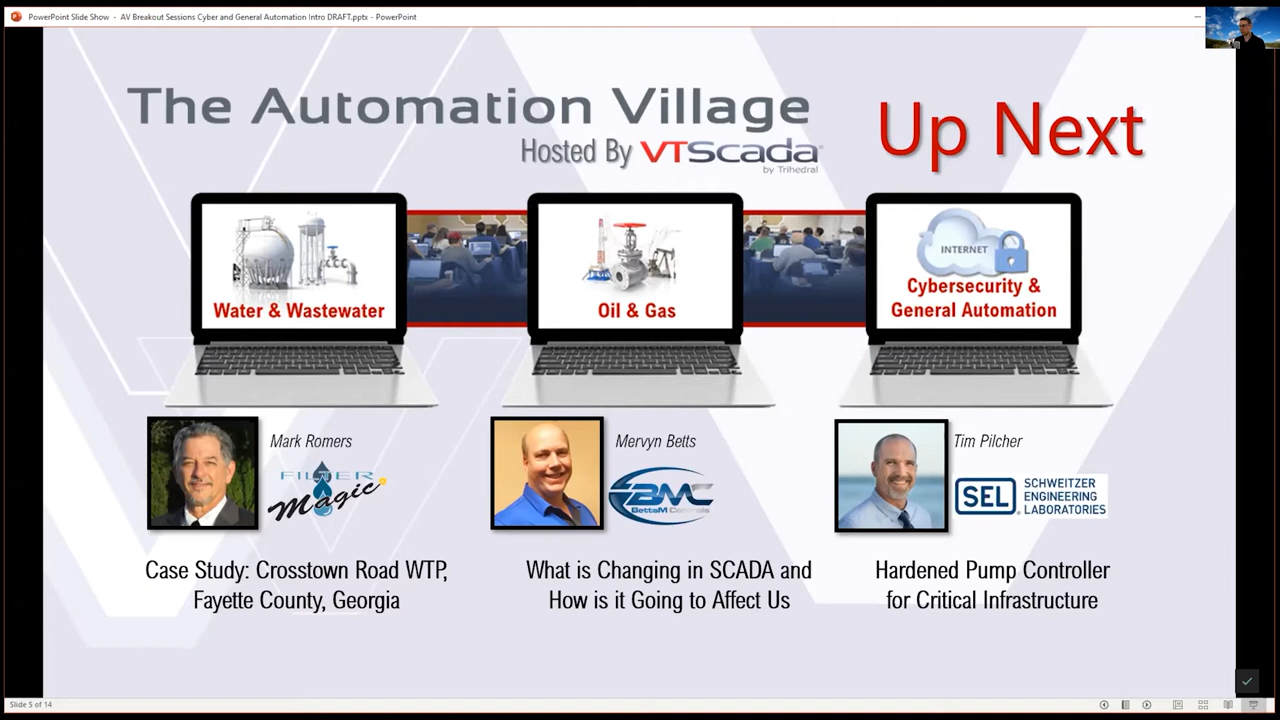 PowerPoint Slide Show - AV Breakout Sessions Cyber and General Automation Intro DRAFT.pptx - PowerPoint
The Automation Village
Hosted By VTScada
by Trihedral
Up Next
Water & Wastewater
Oil & Gas
INTERNET
Cybersecurity &
General Automation
Mark Romers
FILTER
Magic
Case Study: Crosstown Road WTP,
Fayette County, Georgia
Mervyn Betts
BMC
BettsM Controls
What is Changing in SCADA and
How is it Going to Affect Us
Tim Pilcher
SEL
SCHWEITZER
ENGINEERING
LABORATORIES
Hardened Pump Controller
for Critical Infrastructure
Slide 5 of 14